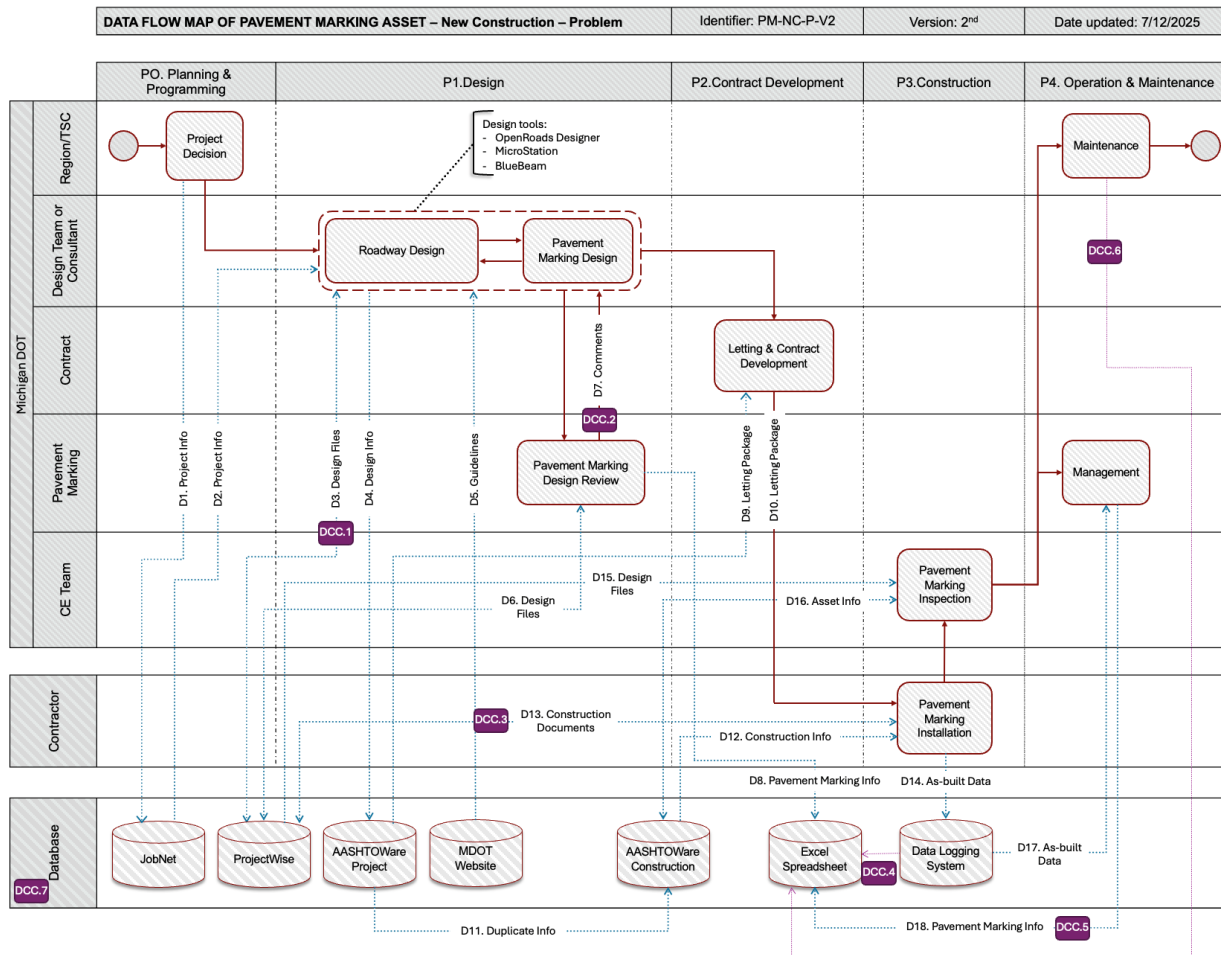 DATA FLOW MAP OF PAVEMENT MARKING ASSET – New Construction – Problem
Identifier: PM-NC-P-V2
Version: 2nd
Date updated: 7/12/2025
PO. Planning &
Programming
P1.Design
P2.Contract Development
P3.Construction
P4. Operation & Maintenance
Michigan DOT
Region/TSC
Project
Decision
Design tools:
- OpenRoads Designer
- MicroStation
- BlueBeam
Maintenance
Design Team or
Consultant
Roadway Design
Pavement
Marking Design
DCC.6
Contract
Letting & Contract
Development
D7. Comments
DCC.2
Pavement
Marking
D1. Project Info
D2. Project Info
D3. Design Files
D4. Design Info
D5. Guidelines
Pavement Marking
Design Review
D9. Letting Package
D10. Letting Package
Management
DCC.1
CE Team
D6. Design
Files
D15. Design
Files
D16. Asset Info
Pavement
Marking
Inspection
Contractor
DCC.3
D13. Construction
Documents
D12. Construction Info
Pavement
Marking
Installation
D8. Pavement Marking Info
D14. As-built Data
Database
DCC.7
JobNet
ProjectWise
AASHTOWare
Project
MDOT
Website
AASHTOWare
Construction
Excel
Spreadsheet
DCC.4
Data Logging
System
D17. As-built
Data
D11. Duplicate Info
D18. Pavement Marking Info
DCC.5